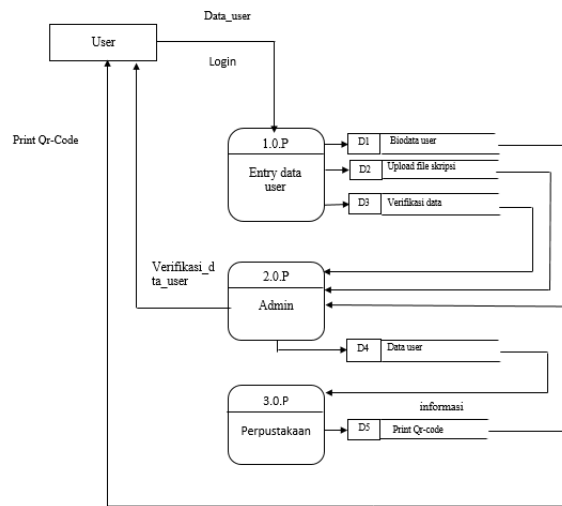 Data_user
User
Login
Print Qr-Code
1.0.P
D1 Biodata user
Entry data
user
D2 Upload file skripsi
D3 Verifikasi data
Verifikasi_d
ta_user
2.0.P
Admin
D4 Data user
3.0.P
informasi
Perpustakaan
D5 Print Qr-code